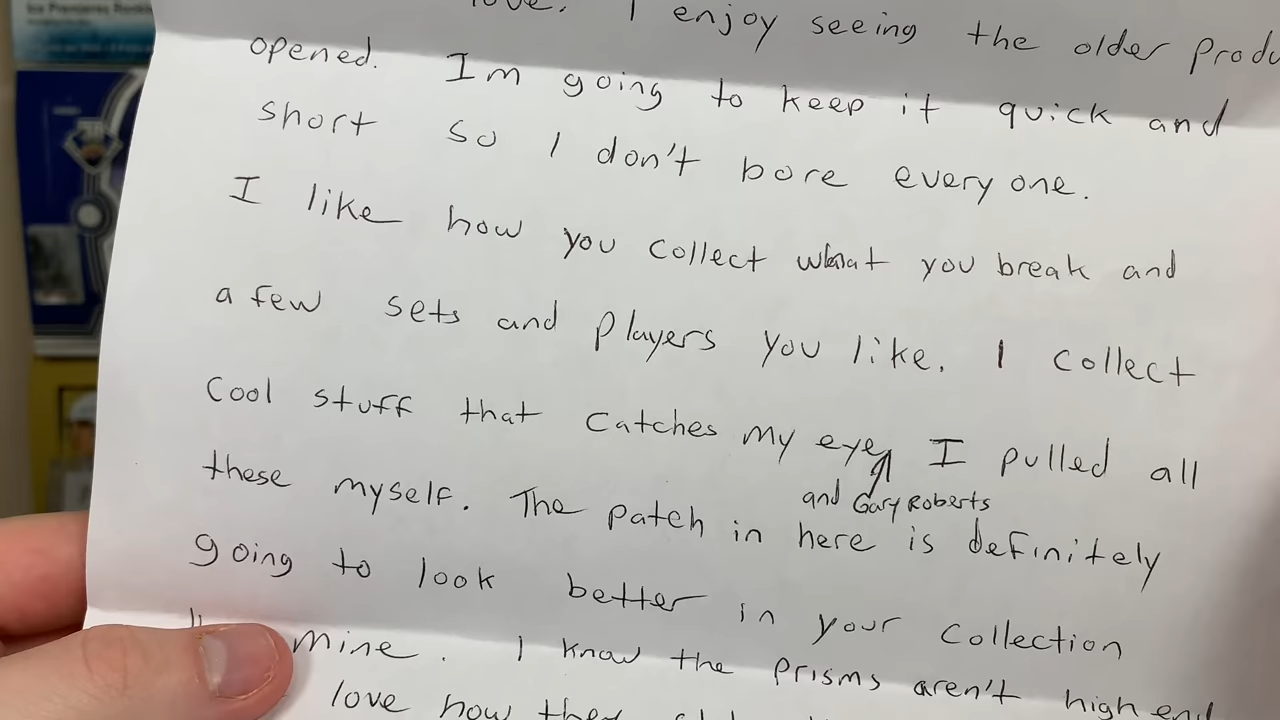 love. I enjoy seeing the older produ
opened. Im going to keep it quick and
short so I don't bore everyone.
I like how you collect what you break and
a few sets and players you like. I collect
cool stuff that catches my eye, I pulled all
and Gary Roberts
these myself. The patch in here is definitely
going to look better in your collection
mine. I know the prisms aren't high end
love how they